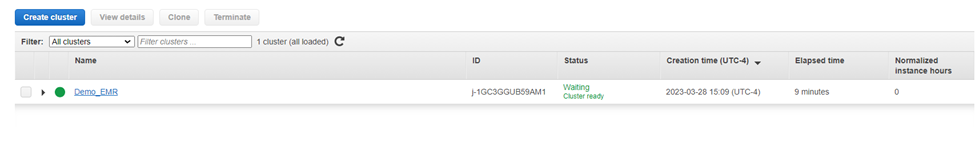 Create cluster View details Clone Terminate
Filter: All clusters Filter clusters ... 1 cluster (all loaded)
Name ID Status Creation time (UTC-4) Elapsed time Normalized instance hours
Demo_EMR j-1GC3GGUB59AM1 Waiting 2023-03-28 15:09 (UTC-4) 9 minutes 0
Cluster ready